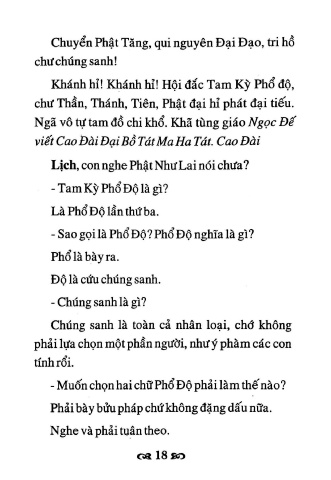 Chuyển Phật Tăng, qui nguyên Đại Đạo, tri hồ
chư chúng sanh!
Khánh hỉ! Khánh hỉ! Hội đắc Tam Kỳ Phổ độ,
chư Thần, Thánh, Tiên, Phật đại hỉ phát đại tiếu.
Ngã vô tự tam đồ chi khổ. Khã tùng giáo Ngọc Đế
viết Cao Đài Đại Bồ Tát Ma Ha Tát. Cao Đài
Lịch, con nghe Phật Như Lai nói chưa?
- Tam Kỳ Phổ Độ là gì?
Là Phổ Độ lần thứ ba.
- Sao gọi là Phổ Độ? Phổ Độ nghĩa là gì?
Phổ là bày ra.
Độ là cứu chúng sanh.
- Chúng sanh là gì?
Chúng sanh là toàn cả nhân loại, chớ không
phải lựa chọn một phần người, như ý phàm các con
tính rổi.
- Muốn chọn hai chữ Phổ Độ phải làm thế nào?
Phải bày bửu pháp chứ không đặng dấu nữa.
Nghe và phải tuân theo.
18